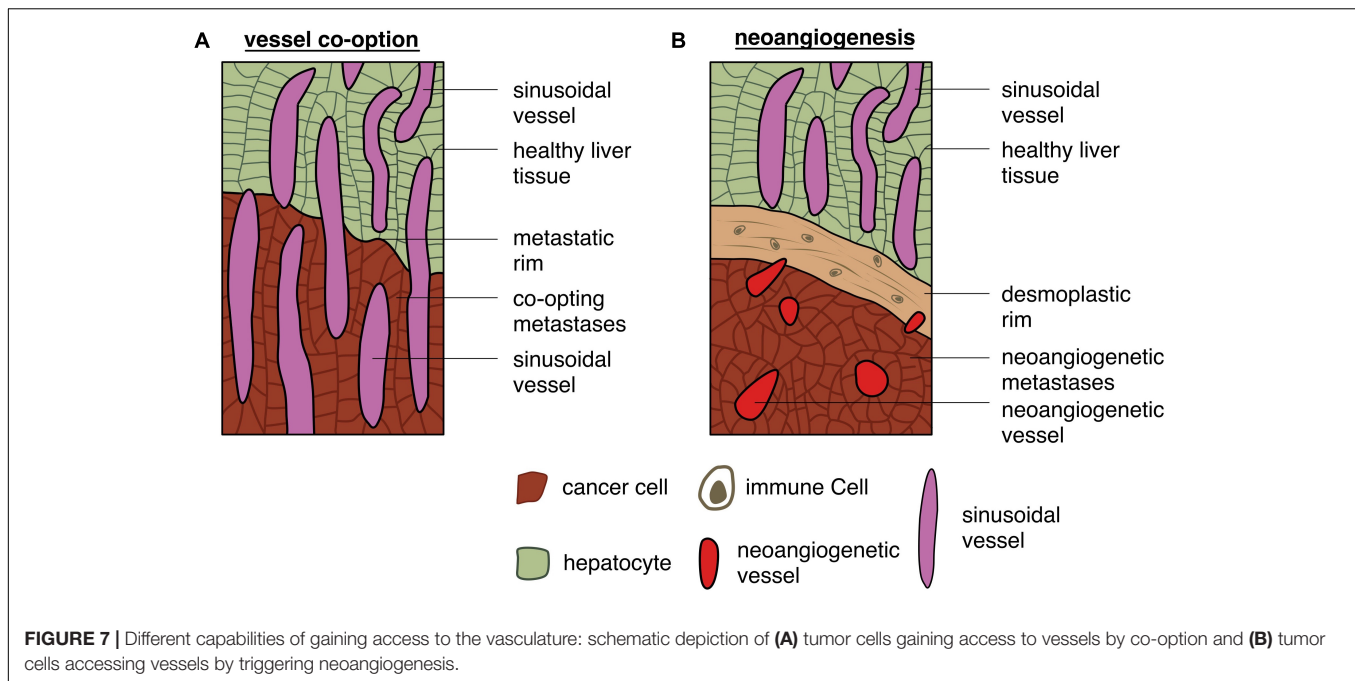 A vessel co-option
sinusoidal
vessel
healthy liver
tissue
metastatic
rim
co-opting
metastases
sinusoidal
vessel
B neoangiogenesis
sinusoidal
vessel
healthy liver
tissue
desmoplastic
rim
neoangiogenetic
metastases
neoangiogenetic
vessel
cancer cell
immune Cell
hepatocyte
neoangiogenetic
vessel
sinusoidal
vessel
FIGURE 7 | Different capabilities of gaining access to the vasculature: schematic depiction of (A) tumor cells gaining access to vessels by co-option and (B) tumor
cells accessing vessels by triggering neoangiogenesis.